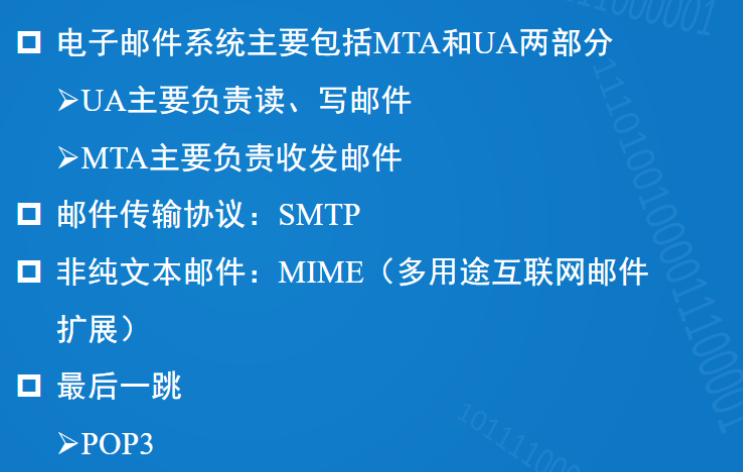 电子邮件系统主要包括MTA和UA两部分
➢UA主要负责读、写邮件
➢MTA主要负责收发邮件
邮件传输协议：SMTP
非纯文本邮件：MIME（多用途互联网邮件
扩展）
最后一跳
➢POP3